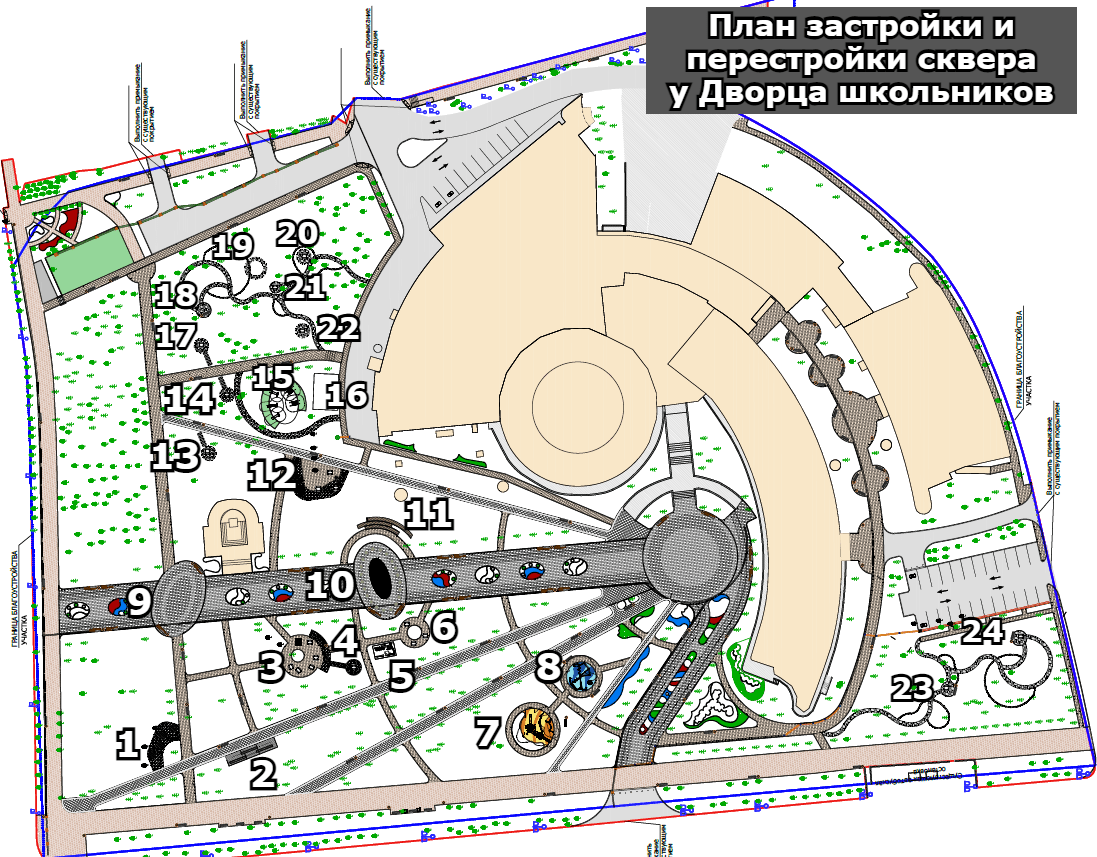 План застройки и
перестройки сквера
у Дворца школьников
Выполнить примыкание
с существующим
покрытием
Выполнить примыкание
с существующим
покрытием
Выполнить примыкание
с существующим
покрытием
19
20
18
21
17
22
15
14
16
13
12
11
ГРАНИЦА БЛАГОУСТРОЙСТВА
УЧАСТКА
Выполнить примыкание
с существующим покрытием
ГРАНИЦА БЛАГОУСТРОЙСТВА
УЧАСТКА
9
10
6
4
3
5
8
24
23
7
1
2